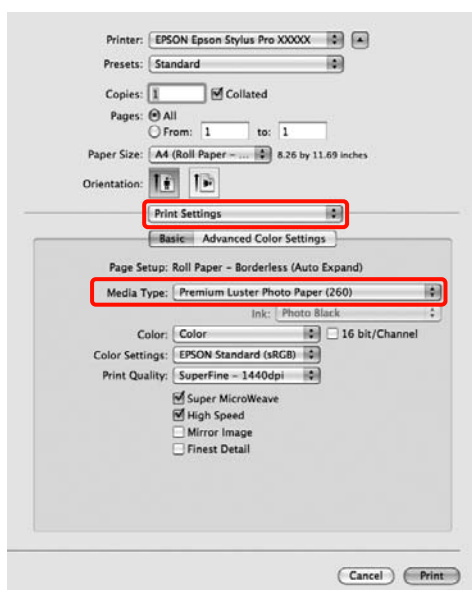 Printer: EPSON Epson Stylus Pro XXXXX
Presets: Standard
Copies: 1 Collated
Pages: All
From: 1 to: 1
Paper Size: A4 (Roll Paper – ... 8.26 by 11.69 inches
Orientation:
Print Settings
Basic Advanced Color Settings
Page Setup: Roll Paper – Borderless (Auto Expand)
Media Type: Premium Luster Photo Paper (260)
Ink: Photo Black
Color: Color 16 bit/Channel
Color Settings: EPSON Standard (sRGB)
Print Quality: SuperFine – 1440dpi
Super MicroWeave
High Speed
Mirror Image
Finest Detail
Cancel Print